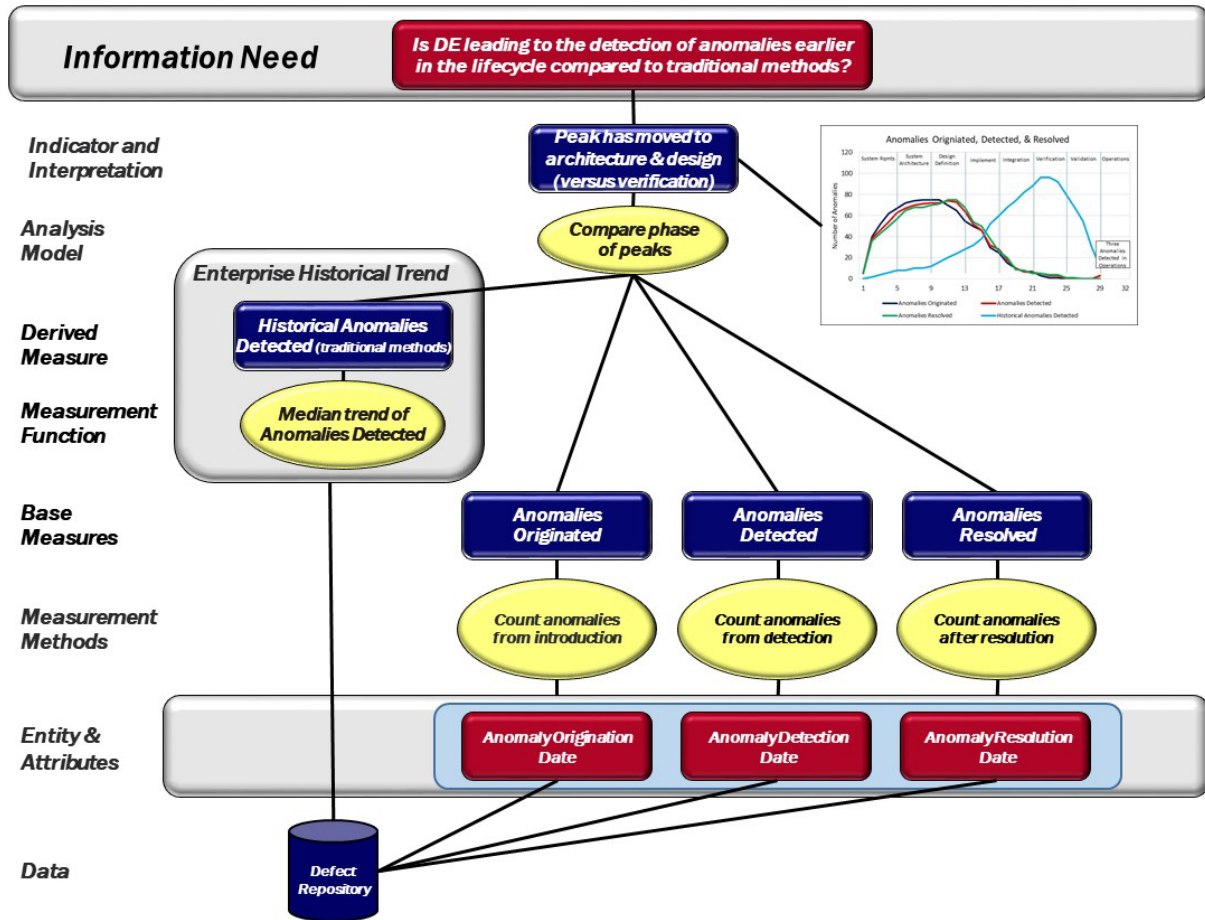 Information Need
Is DE leading to the detection of anomalies earlier
in the lifecycle compared to traditional methods?
Indicator and
Interpretation
Peak has moved to
architecture & design
(versus verification)
Anomalies Origniated, Detected, & Resolved
Number of Anomalies
120
100
80
60
40
20
0
System Rqmts
System
Architecture
Design
Definition
Implement
Integration
Verification
Validation
Operations
Three
Anomalies
Detected in
Operations
1 5 9 13 17 21 25 29 32
Anomalies Originated
Anomalies Detected
Anomalies Resolved
Historical Anomalies Detected
Analysis
Model
Compare phase
of peaks
Enterprise Historical Trend
Derived
Measure
Historical Anomalies
Detected (traditional methods)
Measurement
Function
Median trend of
Anomalies Detected
Base
Measures
Anomalies
Originated
Anomalies
Detected
Anomalies
Resolved
Measurement
Methods
Count anomalies
from introduction
Count anomalies
from detection
Count anomalies
after resolution
Entity &
Attributes
Anomaly Origination
Date
Anomaly Detection
Date
Anomaly Resolution
Date
Data
Defect
Repository